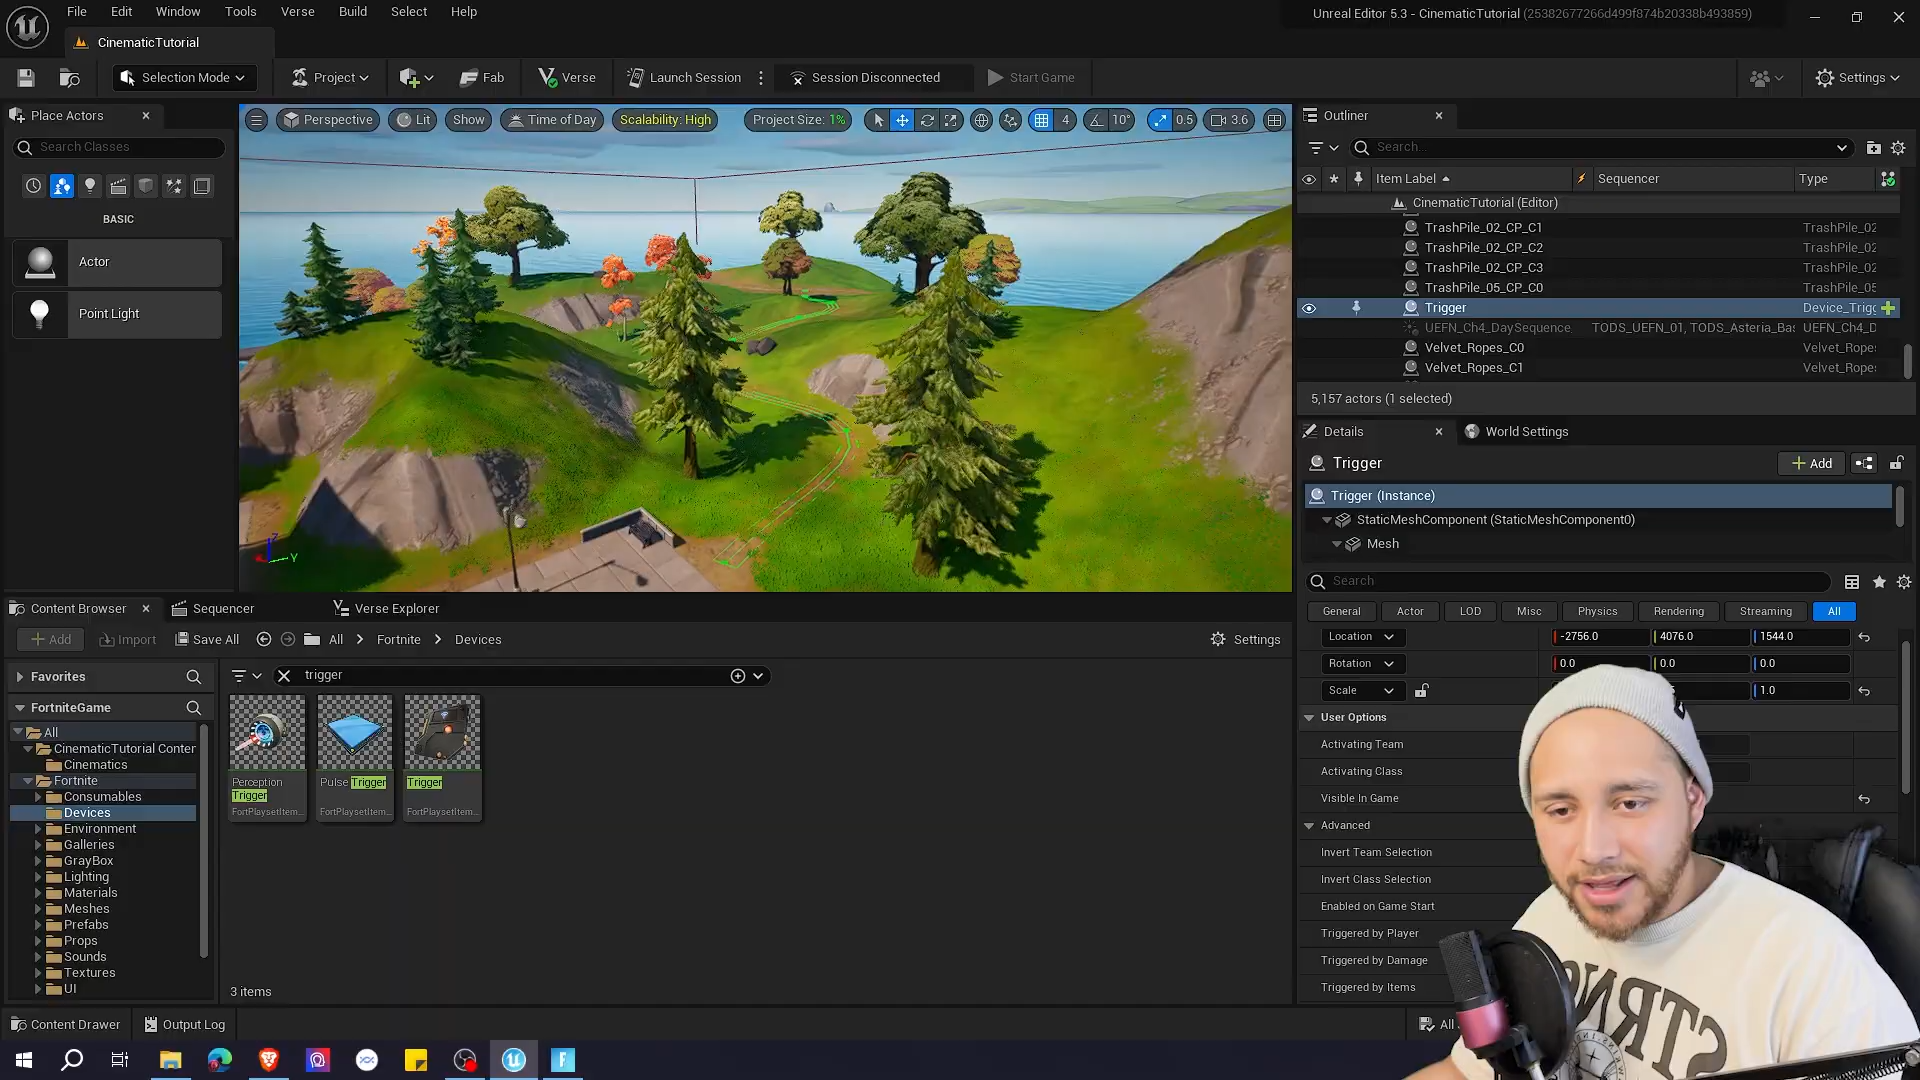 File Edit Window Tools Verse Build Select Help
Unreal Editor 5.3 - CinematicTutorial (25382677266d499f874b20338b493859)
CinematicTutorial
Selection Mode Project Fab Verse Launch Session Session Disconnected Start Game Settings
Place Actors
Search Classes
BASIC
Actor
Point Light
Perspective Lit Show Time of Day Scalability: High Project Size: 1% 4 10° 0.5 3.6
Y
Outliner
Search...
Item Label Sequencer Type
CinematicTutorial (Editor)
TrashPile_02_CP_C1 TrashPile_02
TrashPile_02_CP_C2 TrashPile_02
TrashPile_02_CP_C3 TrashPile_02
TrashPile_05_CP_C0 TrashPile_05
Trigger Device_Trigg
UEFN_Ch4_DaySequence TODS_UEFN_01, TODS_Asteria_Ba UEFN_Ch4_D
Velvet_Ropes_C0 Velvet_Rope
Velvet_Ropes_C1 Velvet_Rope
5,157 actors (1 selected)
Details World Settings
Trigger Add
Trigger (Instance)
StaticMeshComponent (StaticMeshComponent0)
Mesh
Search
General Actor LOD Misc Physics Rendering Streaming All
Location -2756.0 4076.0 1544.0
Rotation 0.0 0.0 0.0
Scale 1.0
User Options
Activating Team
Activating Class
Visible In Game
Advanced
Invert Team Selection
Invert Class Selection
Enabled on Game Start
Triggered by Player
Triggered by Damage
Triggered by Items
Content Browser Sequencer Verse Explorer
Add Import Save All All Fortnite Devices Settings
Favorites
FortniteGame
All
CinematicTutorial Conten
Cinematics
Fortnite
Consumables
Devices
Environment
Galleries
GrayBox
Lighting
Materials
Meshes
Prefabs
Props
Sounds
Textures
UI
trigger
Perception Trigger
FortPlaysetItem...
Pulse Trigger
FortPlaysetItem...
Trigger
FortPlaysetItem...
3 items
Content Drawer Output Log
All
STRNG